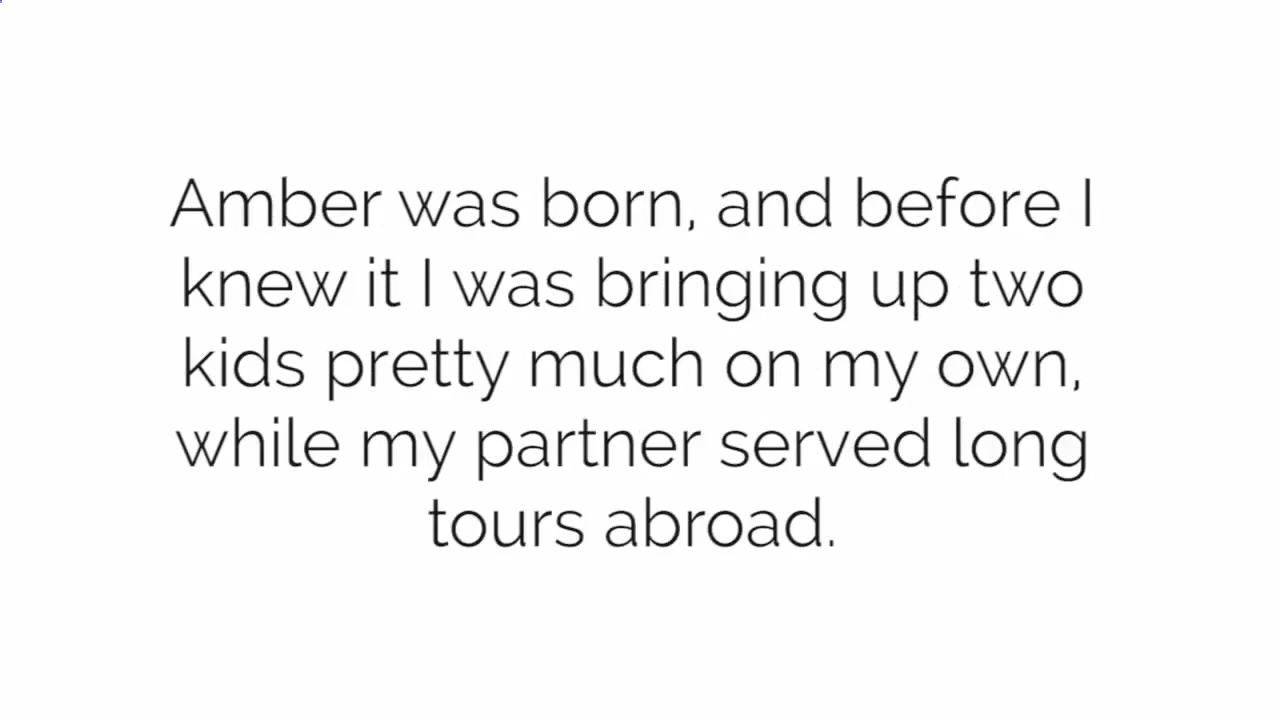 Amber was born, and before I
knew it I was bringing up two
kids pretty much on my own,
while my partner served long
tours abroad.